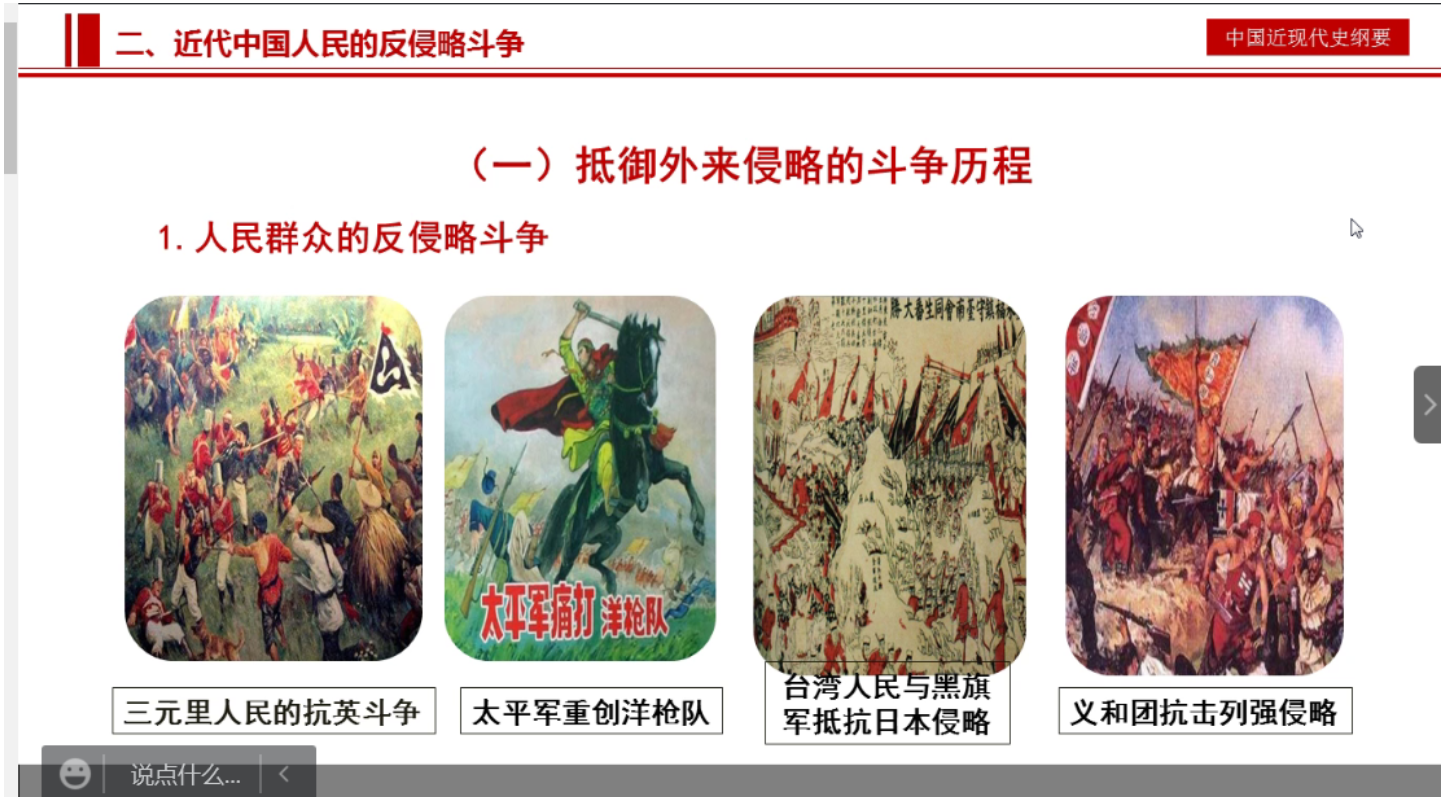 二、近代中国人民的反侵略斗争
中国近现代史纲要
（一）抵御外来侵略的斗争历程
1.人民群众的反侵略斗争
太平军痛打 洋枪队
三元里人民的抗英斗争
太平军重创洋枪队
台湾人民与黑旗
军抵抗日本侵略
义和团抗击列强侵略
说点什么...